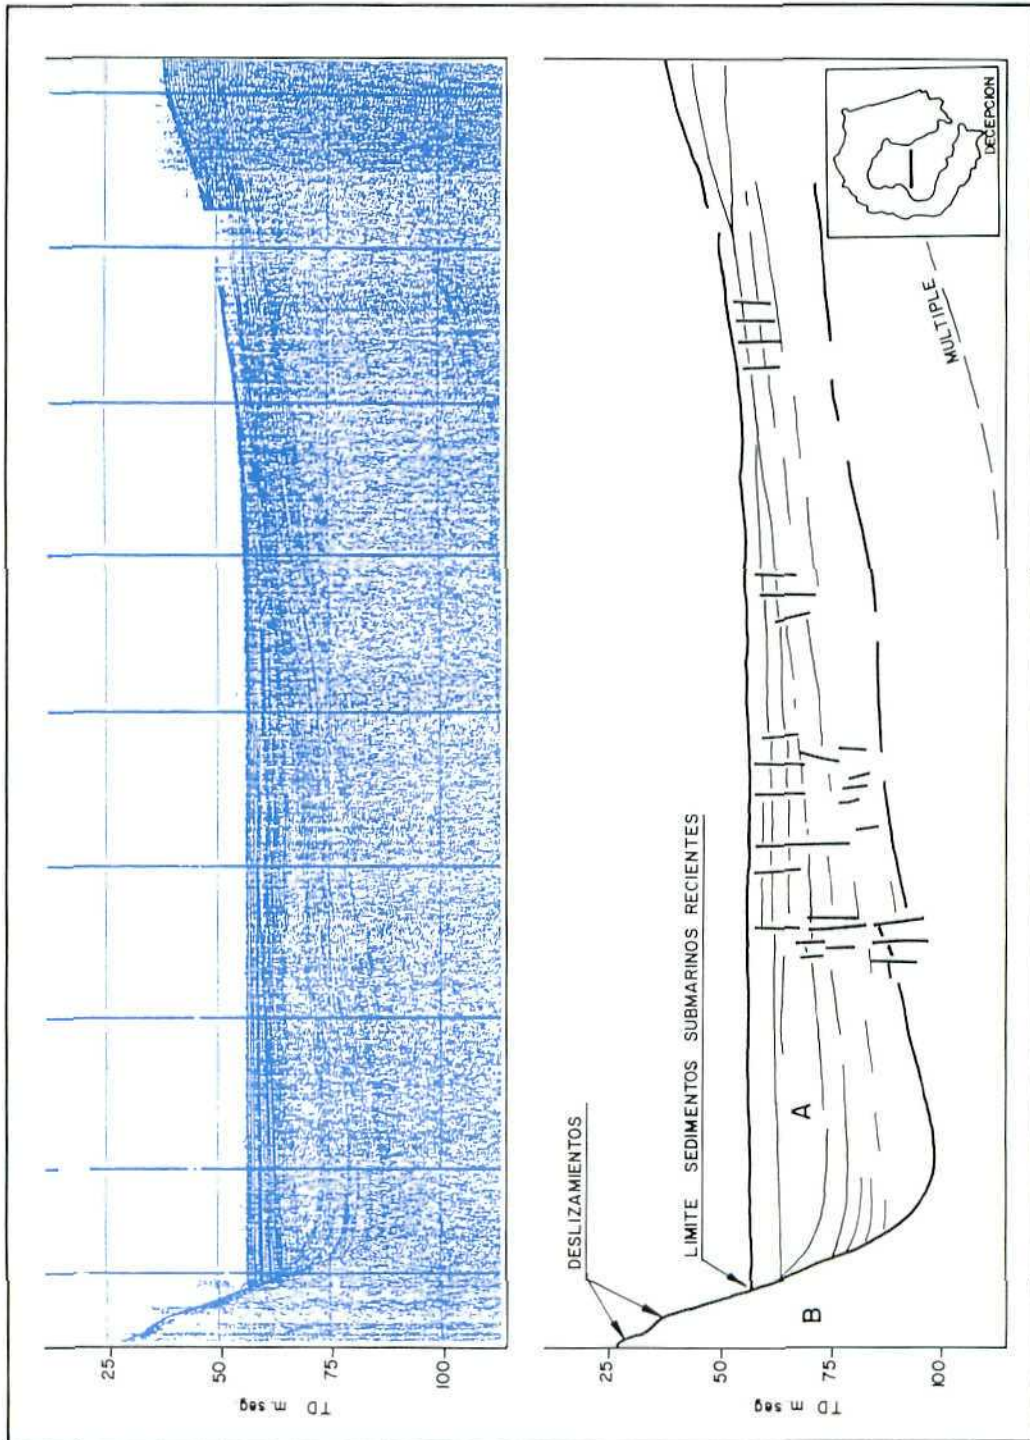 25
50
75
100
TD m. seg
25
50
75
100
TD m seg
DESLIZAMIENTOS
LIMITE SEDIMENTOS SUBMARINOS RECIENTES
A
B
MULTIPLE
DECEPCION